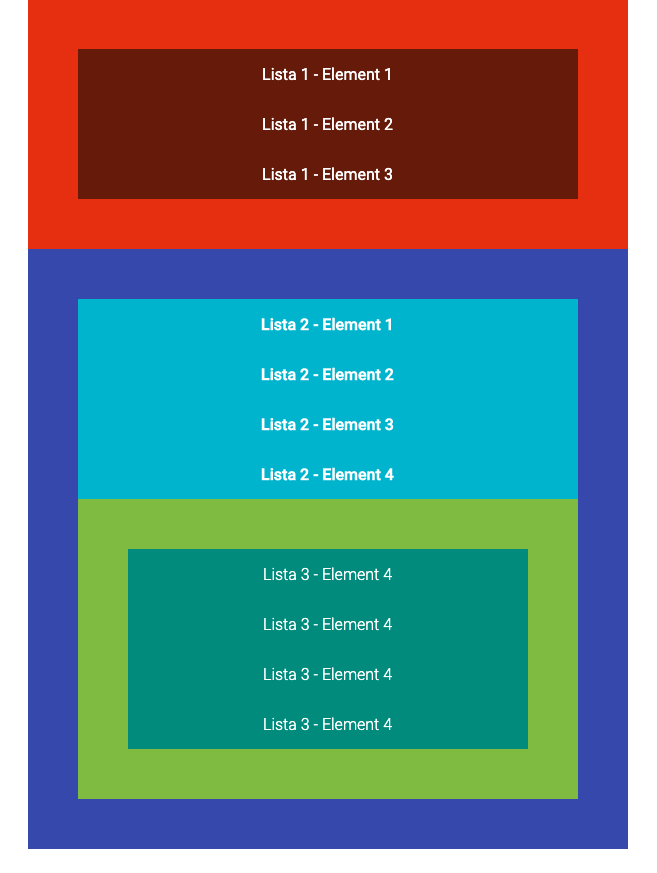 Lista 1 - Element 1
Lista 1 - Element 2
Lista 1 - Element 3
Lista 2 - Element 1
Lista 2 - Element 2
Lista 2 - Element 3
Lista 2 - Element 4
Lista 3 - Element 4
Lista 3 - Element 4
Lista 3 - Element 4
Lista 3 - Element 4